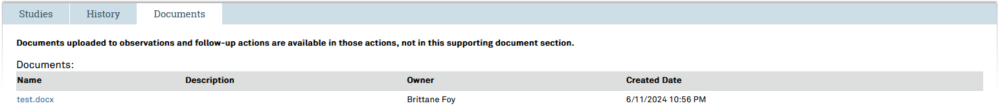 Studies History Documents
Documents uploaded to observations and follow-up actions are available in those actions, not in this supporting document section.
Documents:
Name Description Owner Created Date
test.docx Brittane Foy 6/11/2024 10:56 PM